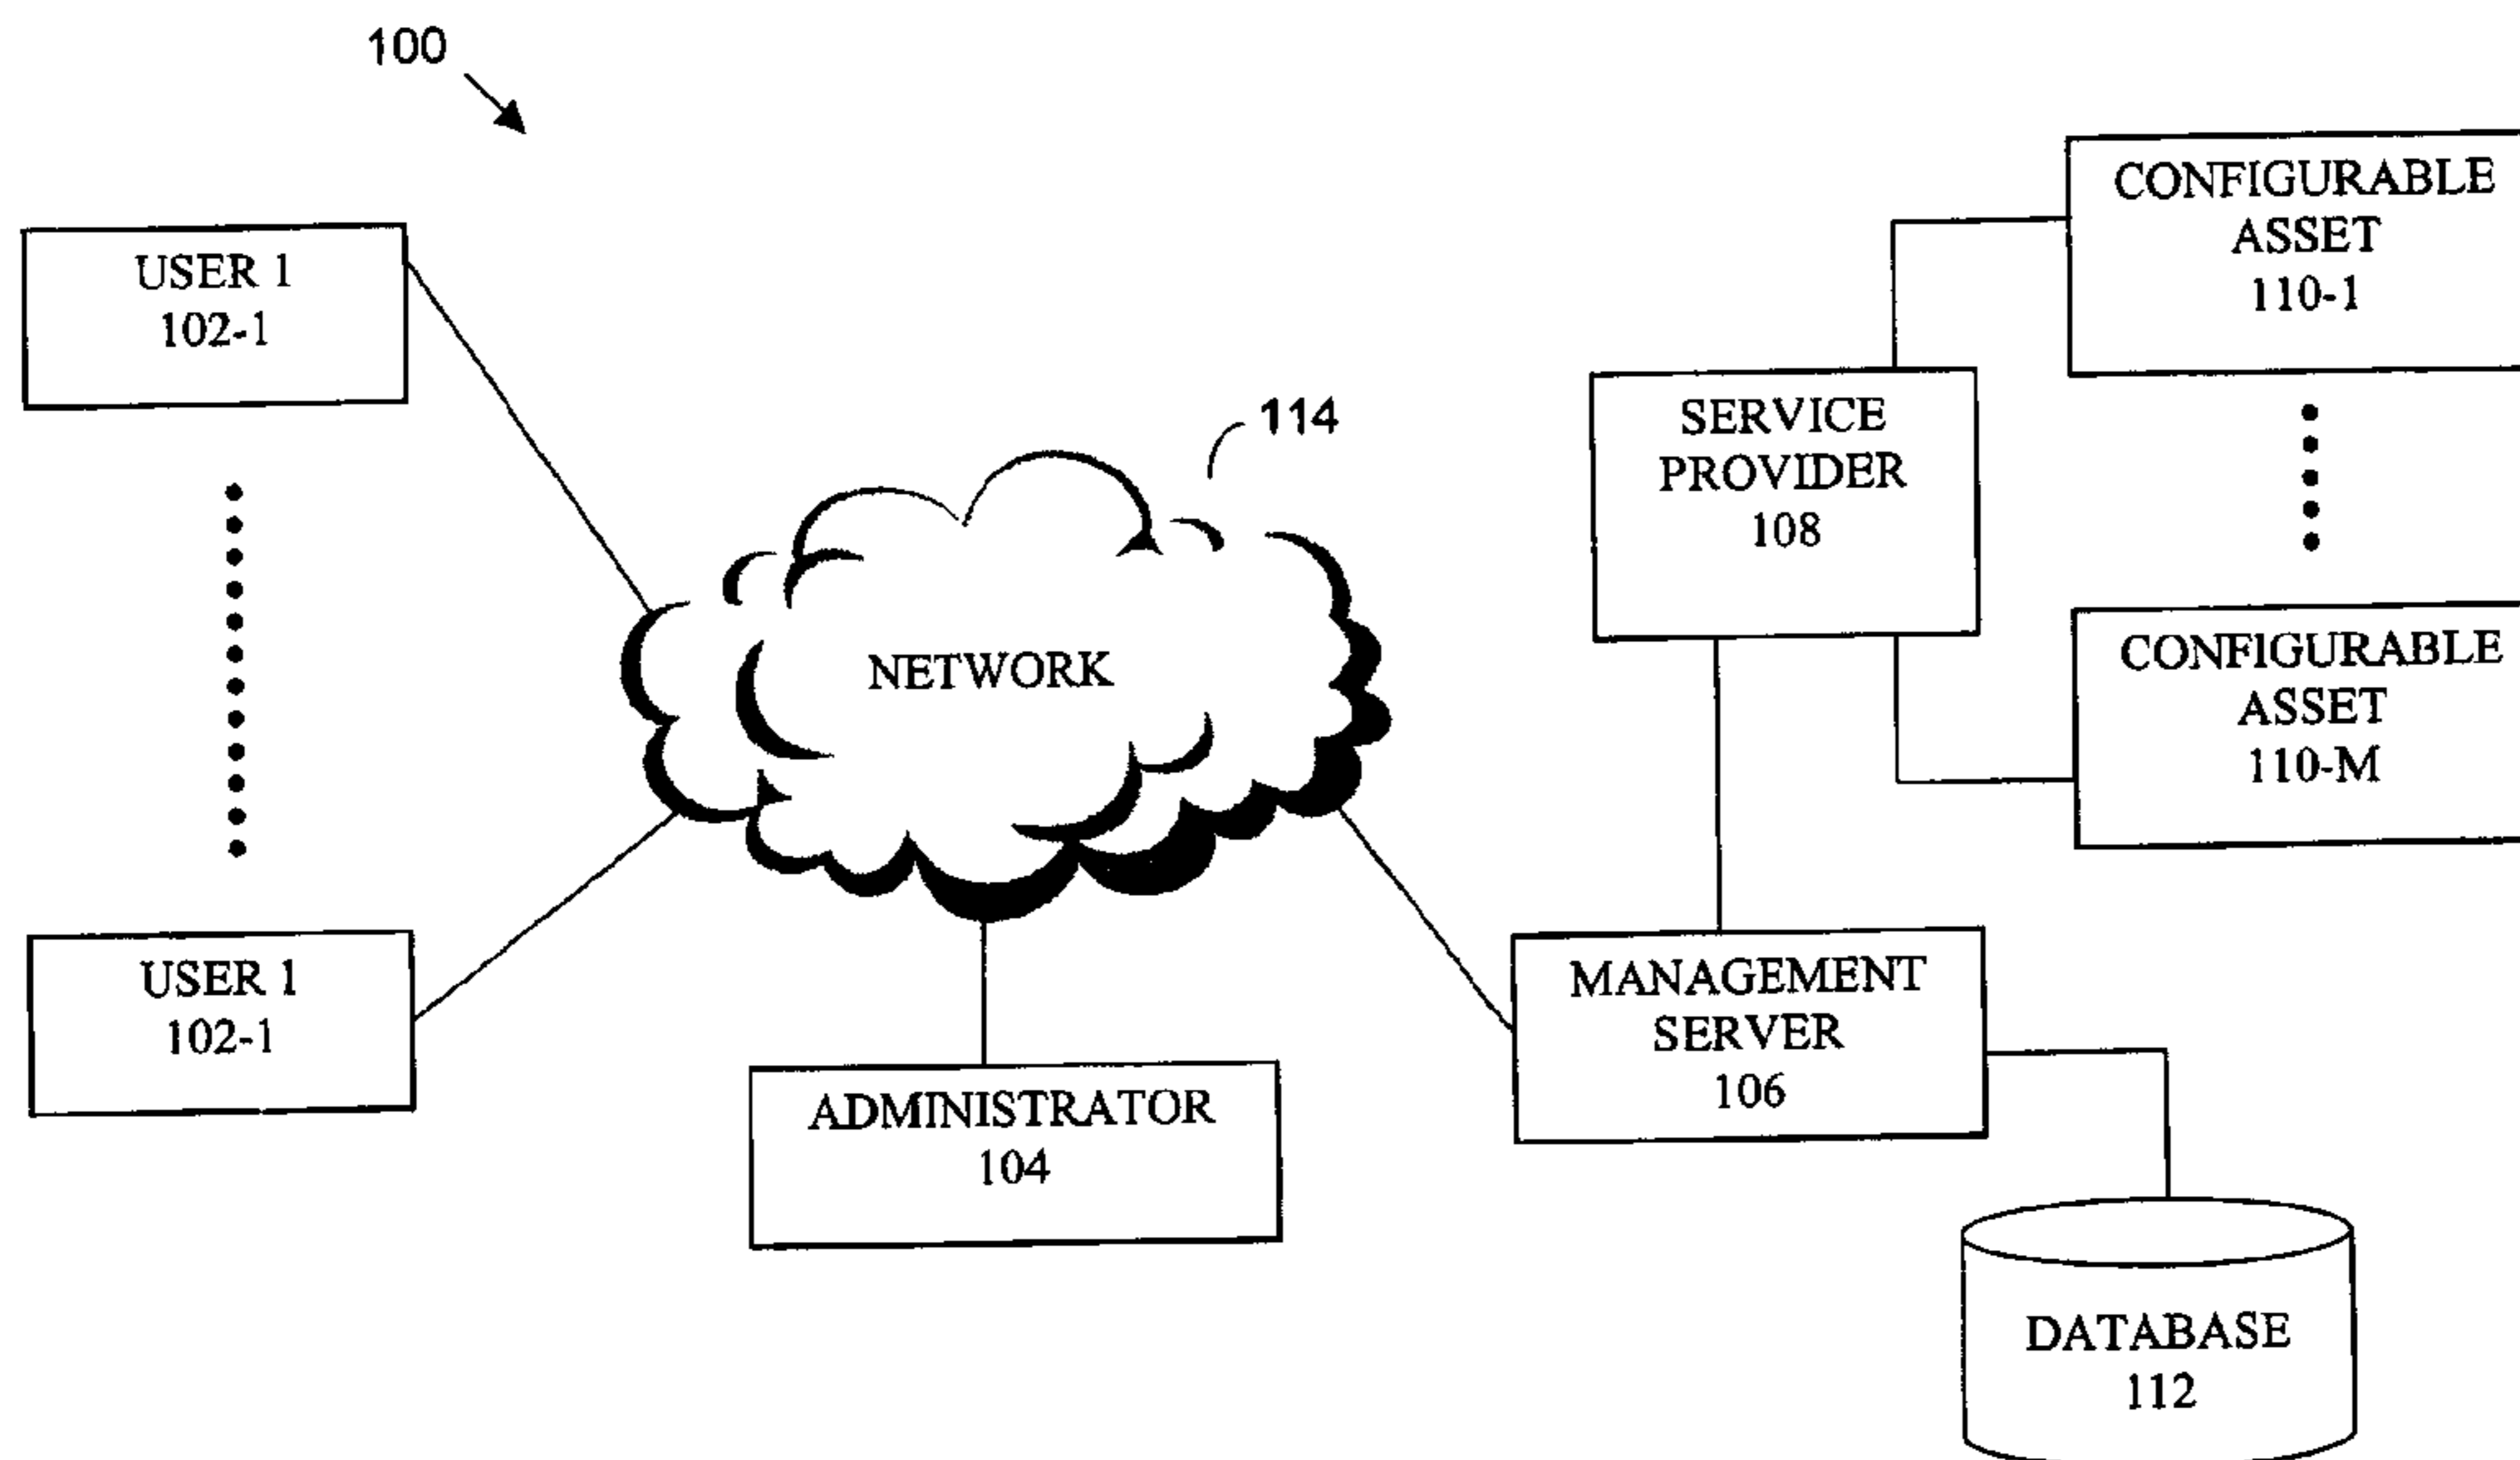 100
USER 1
102-1
114
NETWORK
USER 1
102-1
ADMINISTRATOR
104
CONFIGURABLE
ASSET
110-1
SERVICE
PROVIDER
108
CONFIGURABLE
ASSET
110-M
MANAGEMENT
SERVER
106
DATABASE
112